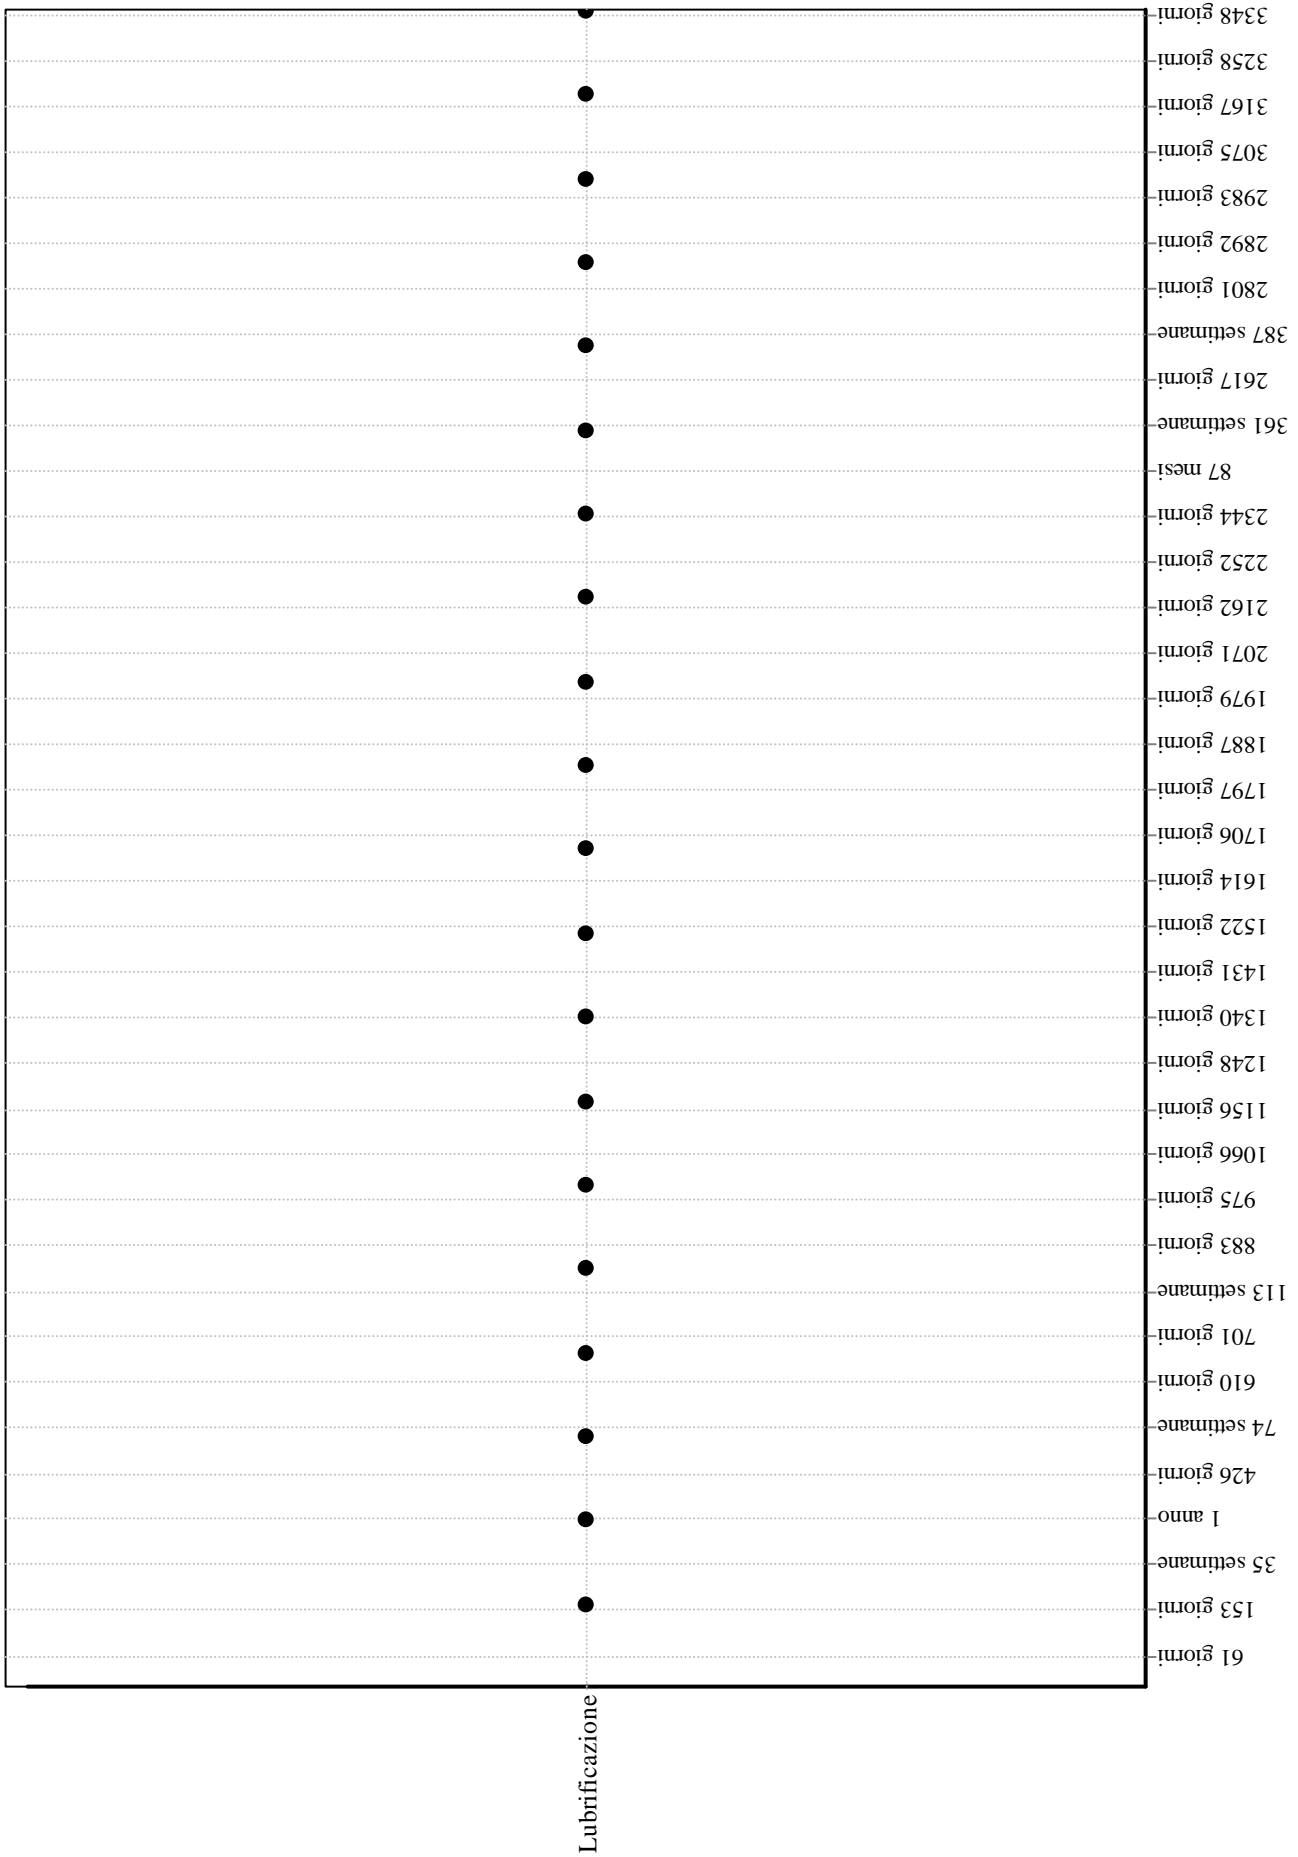 3348 giorni
3258 giorni
3167 giorni
3075 giorni
2983 giorni
2892 giorni
2801 giorni
387 settimane
2617 giorni
361 settimane
87 mesi
2344 giorni
2252 giorni
2162 giorni
2071 giorni
1979 giorni
1887 giorni
1797 giorni
1706 giorni
1614 giorni
1522 giorni
1431 giorni
1340 giorni
1248 giorni
1156 giorni
1066 giorni
975 giorni
883 giorni
113 settimane
701 giorni
610 giorni
74 settimane
426 giorni
1 anno
35 settimane
153 giorni
61 giorni
Lubrificazione